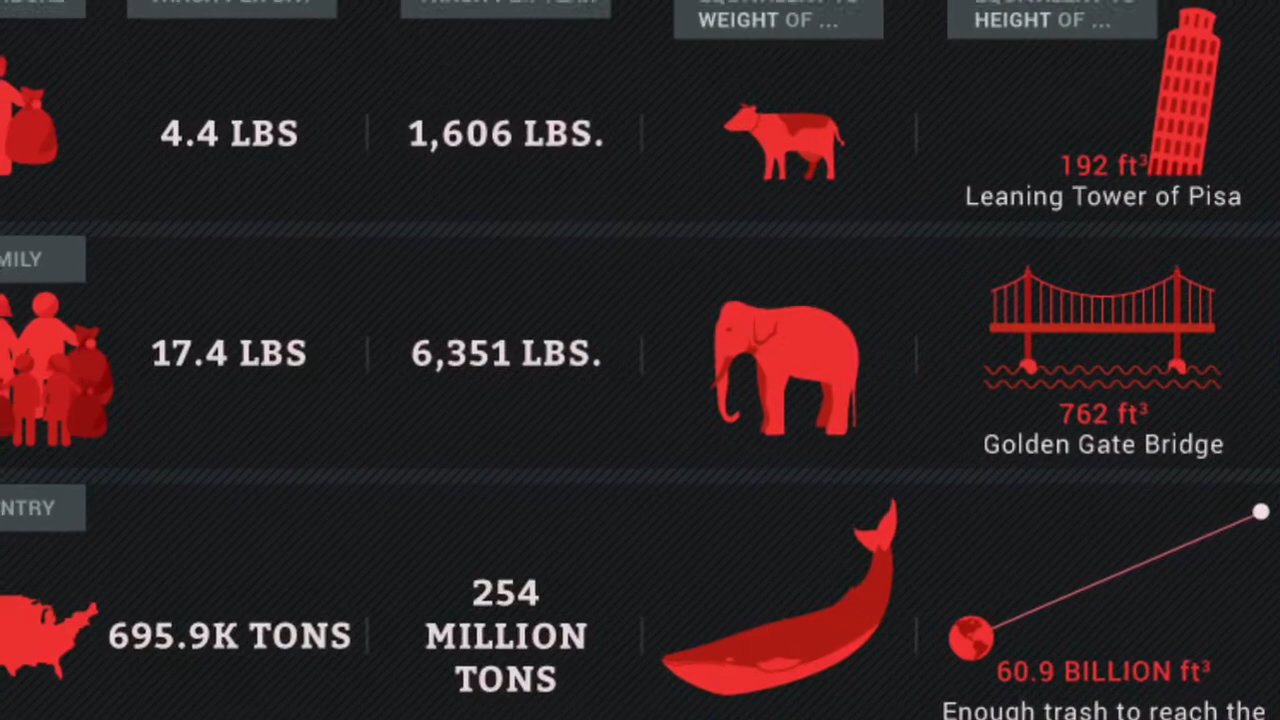 WEIGHT OF ...
HEIGHT OF ...
4.4 LBS
1,606 LBS.
192 ft³
Leaning Tower of Pisa
MILY
17.4 LBS
6,351 LBS.
762 ft³
Golden Gate Bridge
NTRY
695.9K TONS
254
MILLION
TONS
60.9 BILLION ft³
Enough trash to reach the